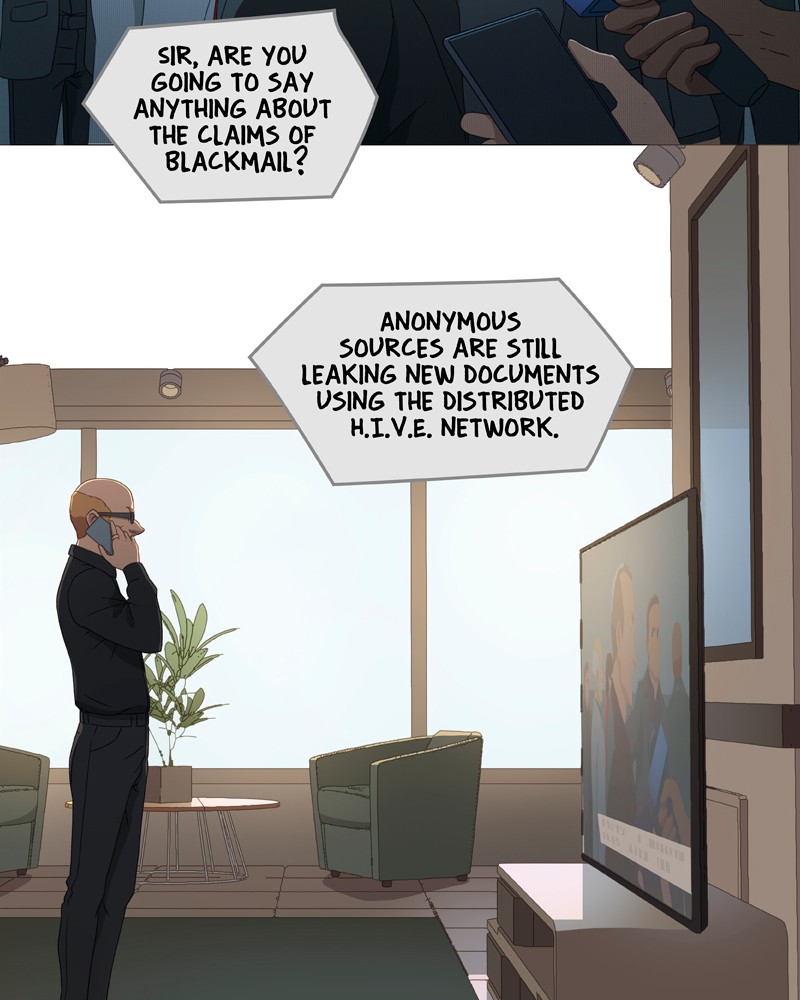 SIR, ARE YOU
GOING TO SAY
ANYTHING ABOUT
THE CLAIMS OF
BLACKMAIL?
ANONYMOUS
SOURCES ARE STILL
LEAKING NEW DOCUMENTS
USING THE DISTRIBUTED
H.I.V.E. NETWORK.